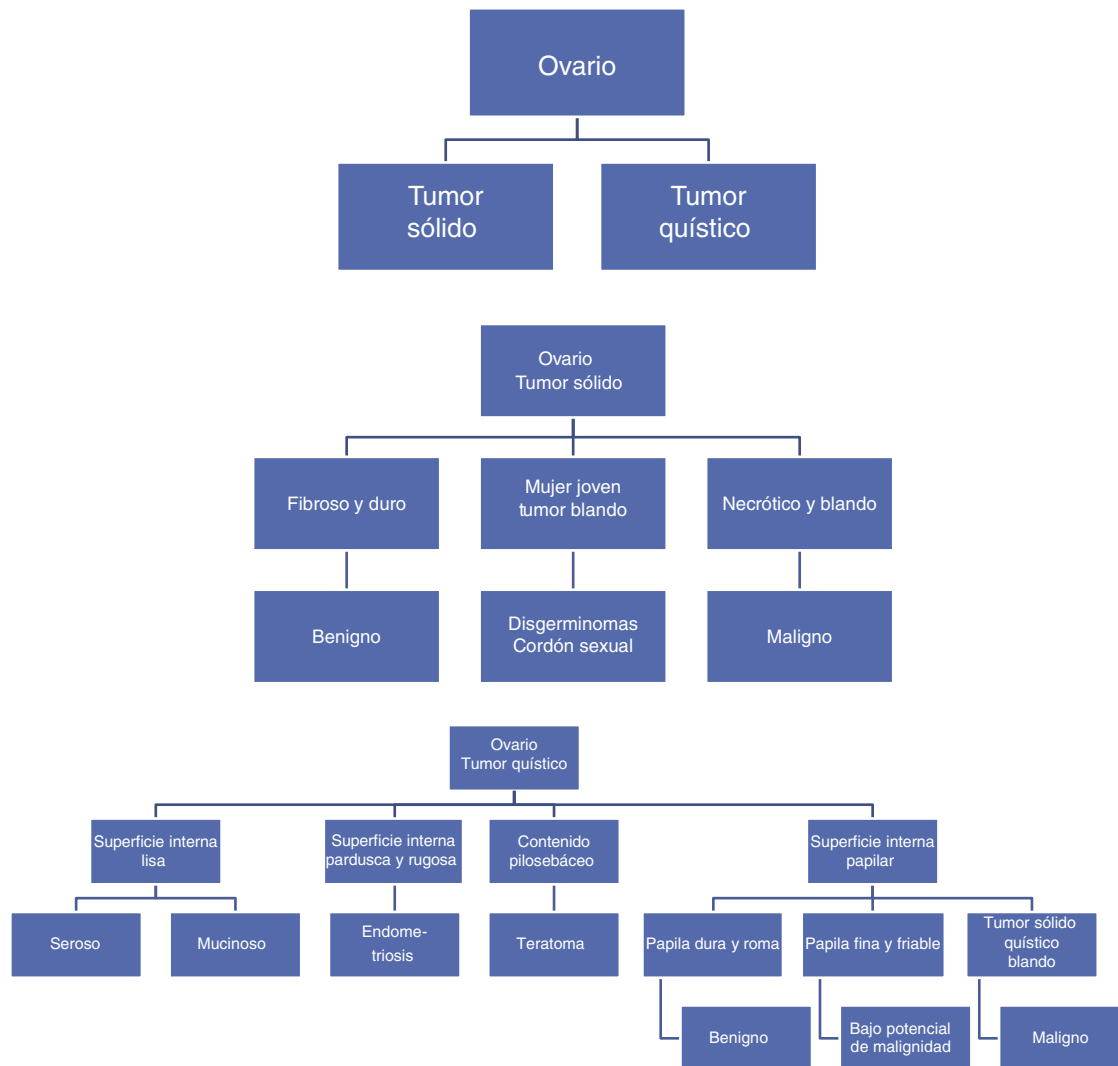 Ovario
Tumor
sólido
Tumor
quístico
Ovario
Tumor sólido
Fibroso y duro
Mujer joven
tumor blando
Necrótico y blando
Benigno
Disgerminomas
Cordón sexual
Maligno
Ovario
Tumor quístico
Superficie interna
lisa
Superficie interna
pardusca y rugosa
Contenido
pilosebáceo
Superficie interna
papilar
Seroso
Mucinoso
Endome-
triosis
Teratoma
Papila dura y roma
Papila fina y friable
Tumor sólido
quístico
blando
Benigno
Bajo potencial
de malignidad
Maligno